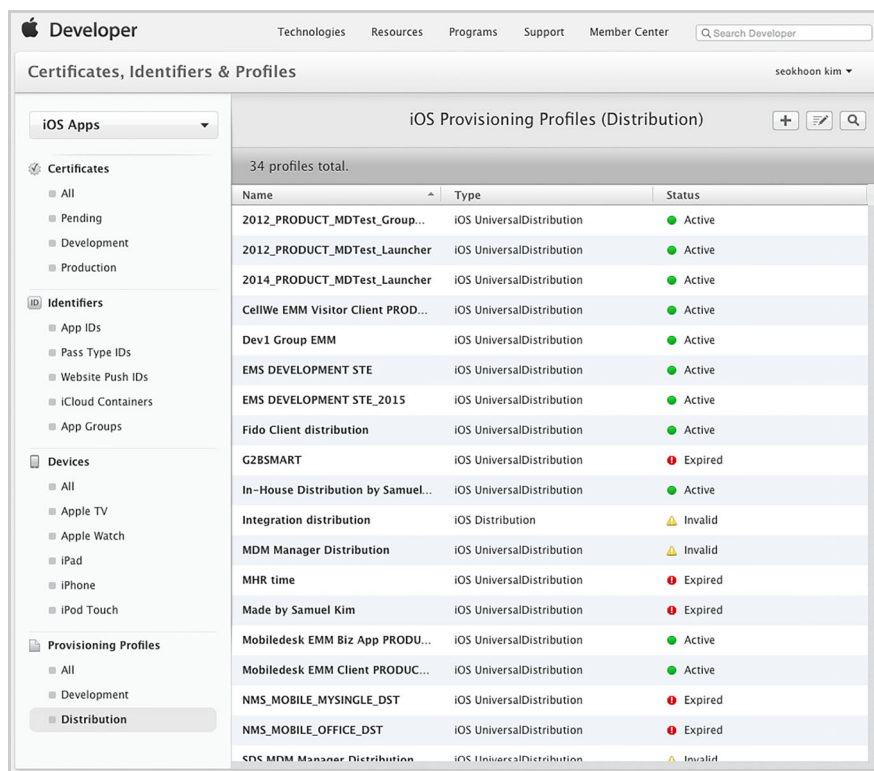 Developer
Technologies Resources Programs Support Member Center Search Developer
Certificates, Identifiers & Profiles seokhoon kim
iOS Apps
Certificates
All
Pending
Development
Production
ID Identifiers
App IDs
Pass Type IDs
Website Push IDs
iCloud Containers
App Groups
Devices
All
Apple TV
Apple Watch
iPad
iPhone
iPod Touch
Provisioning Profiles
All
Development
Distribution
iOS Provisioning Profiles (Distribution)
34 profiles total.
Name Type Status
2012_PRODUCT_MDTest_Group... iOS UniversalDistribution Active
2012_PRODUCT_MDTest_Launcher iOS UniversalDistribution Active
2014_PRODUCT_MDTest_Launcher iOS UniversalDistribution Active
CellWe EMM Visitor Client PROD... iOS UniversalDistribution Active
Dev1 Group EMM iOS UniversalDistribution Active
EMS DEVELOPMENT STE iOS UniversalDistribution Active
EMS DEVELOPMENT STE_2015 iOS UniversalDistribution Active
Fido Client distribution iOS UniversalDistribution Active
G2BSMART iOS UniversalDistribution Expired
In-House Distribution by Samuel... iOS UniversalDistribution Active
Integration distribution iOS Distribution Invalid
MDM Manager Distribution iOS UniversalDistribution Invalid
MHR time iOS UniversalDistribution Expired
Made by Samuel Kim iOS UniversalDistribution Expired
Mobiledesk EMM Biz App PRODU... iOS UniversalDistribution Active
Mobiledesk EMM Client PRODUC... iOS UniversalDistribution Active
NMS_MOBILE_MYSINGLE_DST iOS UniversalDistribution Expired
NMS_MOBILE_OFFICE_DST iOS UniversalDistribution Expired
SDS MDM Manager Distribution iOS UniversalDistribution Invalid